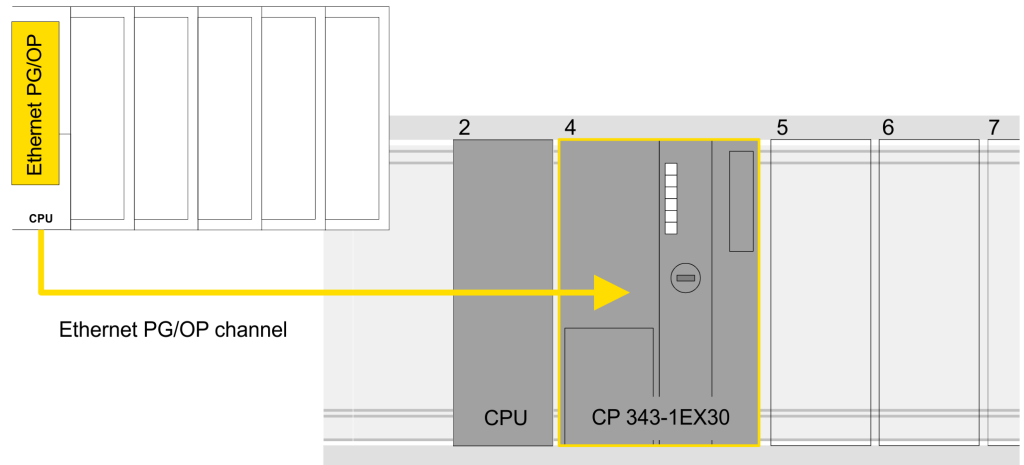 Ethernet PG/OP
CPU
Ethernet PG/OP channel
2
4
5
6
7
CPU
CP 343-1EX30